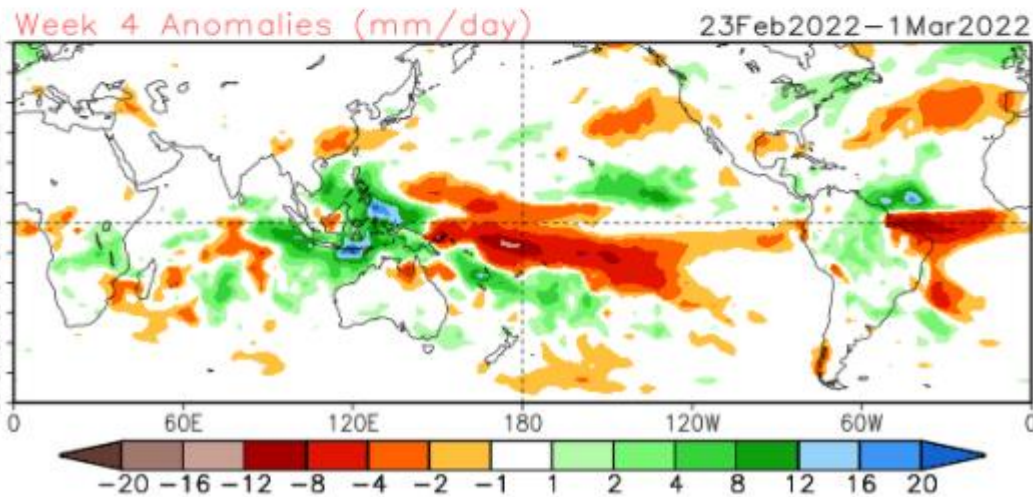 Week 4 Anomalies (mm/day) 23Feb2022-1Mar2022
0 60E 120E 180 120W 60W 0
-20 -16 -12 -8 -4 -2 -1 1 2 4 8 12 16 20